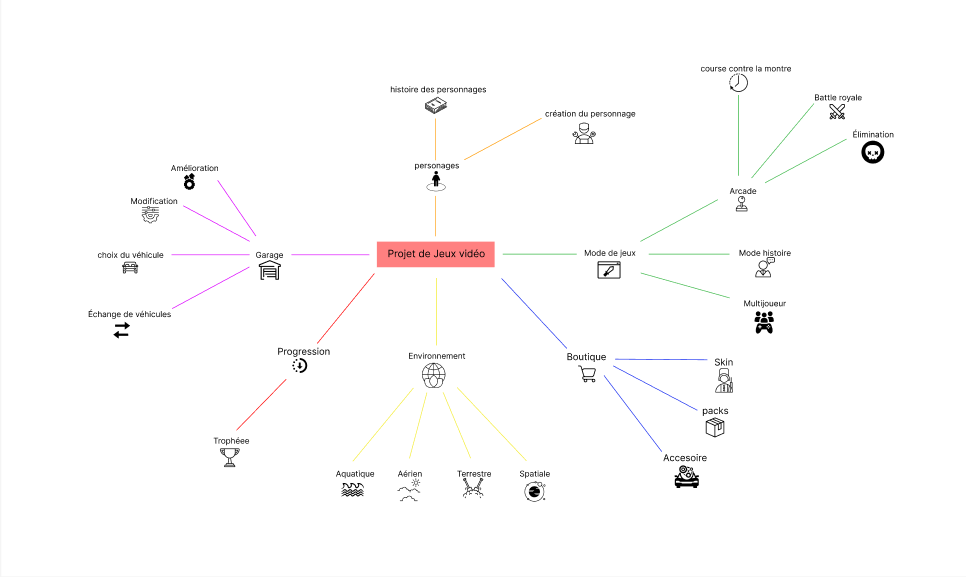 course contre la montre
histoire des personnages
Battle royale
création du personnage
Élimination
personages
Amélioration
Arcade
Modification
Projet de Jeux vidéo
choix du véhicule
Garage
Mode de jeux
Mode histoire
Multijoueur
Échange de véhicules
Progression
Environnement
Boutique
Skin
packs
Trophéee
Accesoire
Aquatique
Aérien
Terrestre
Spatiale